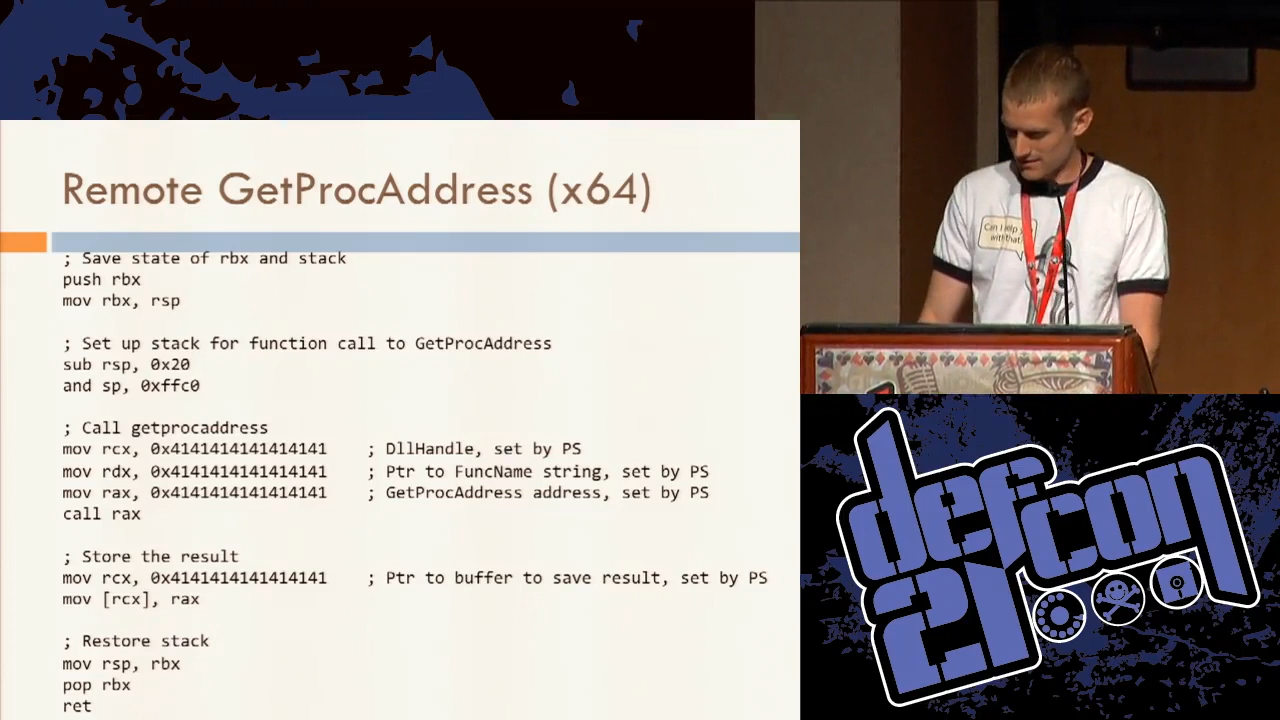 Remote GetProcAddress (x64)
; Save state of rbx and stack
push rbx
mov rbx, rsp
; Set up stack for function call to GetProcAddress
sub rsp, 0x20
and sp, 0xffc0
; Call getprocaddress
mov rcx, 0x4141414141414141    ; DllHandle, set by PS
mov rdx, 0x4141414141414141    ; Ptr to FuncName string, set by PS
mov rax, 0x4141414141414141    ; GetProcAddress address, set by PS
call rax
; Store the result
mov rcx, 0x4141414141414141    ; Ptr to buffer to save result, set by PS
mov [rcx], rax
; Restore stack
mov rsp, rbx
pop rbx
ret
Can I help
with that
defcon
21